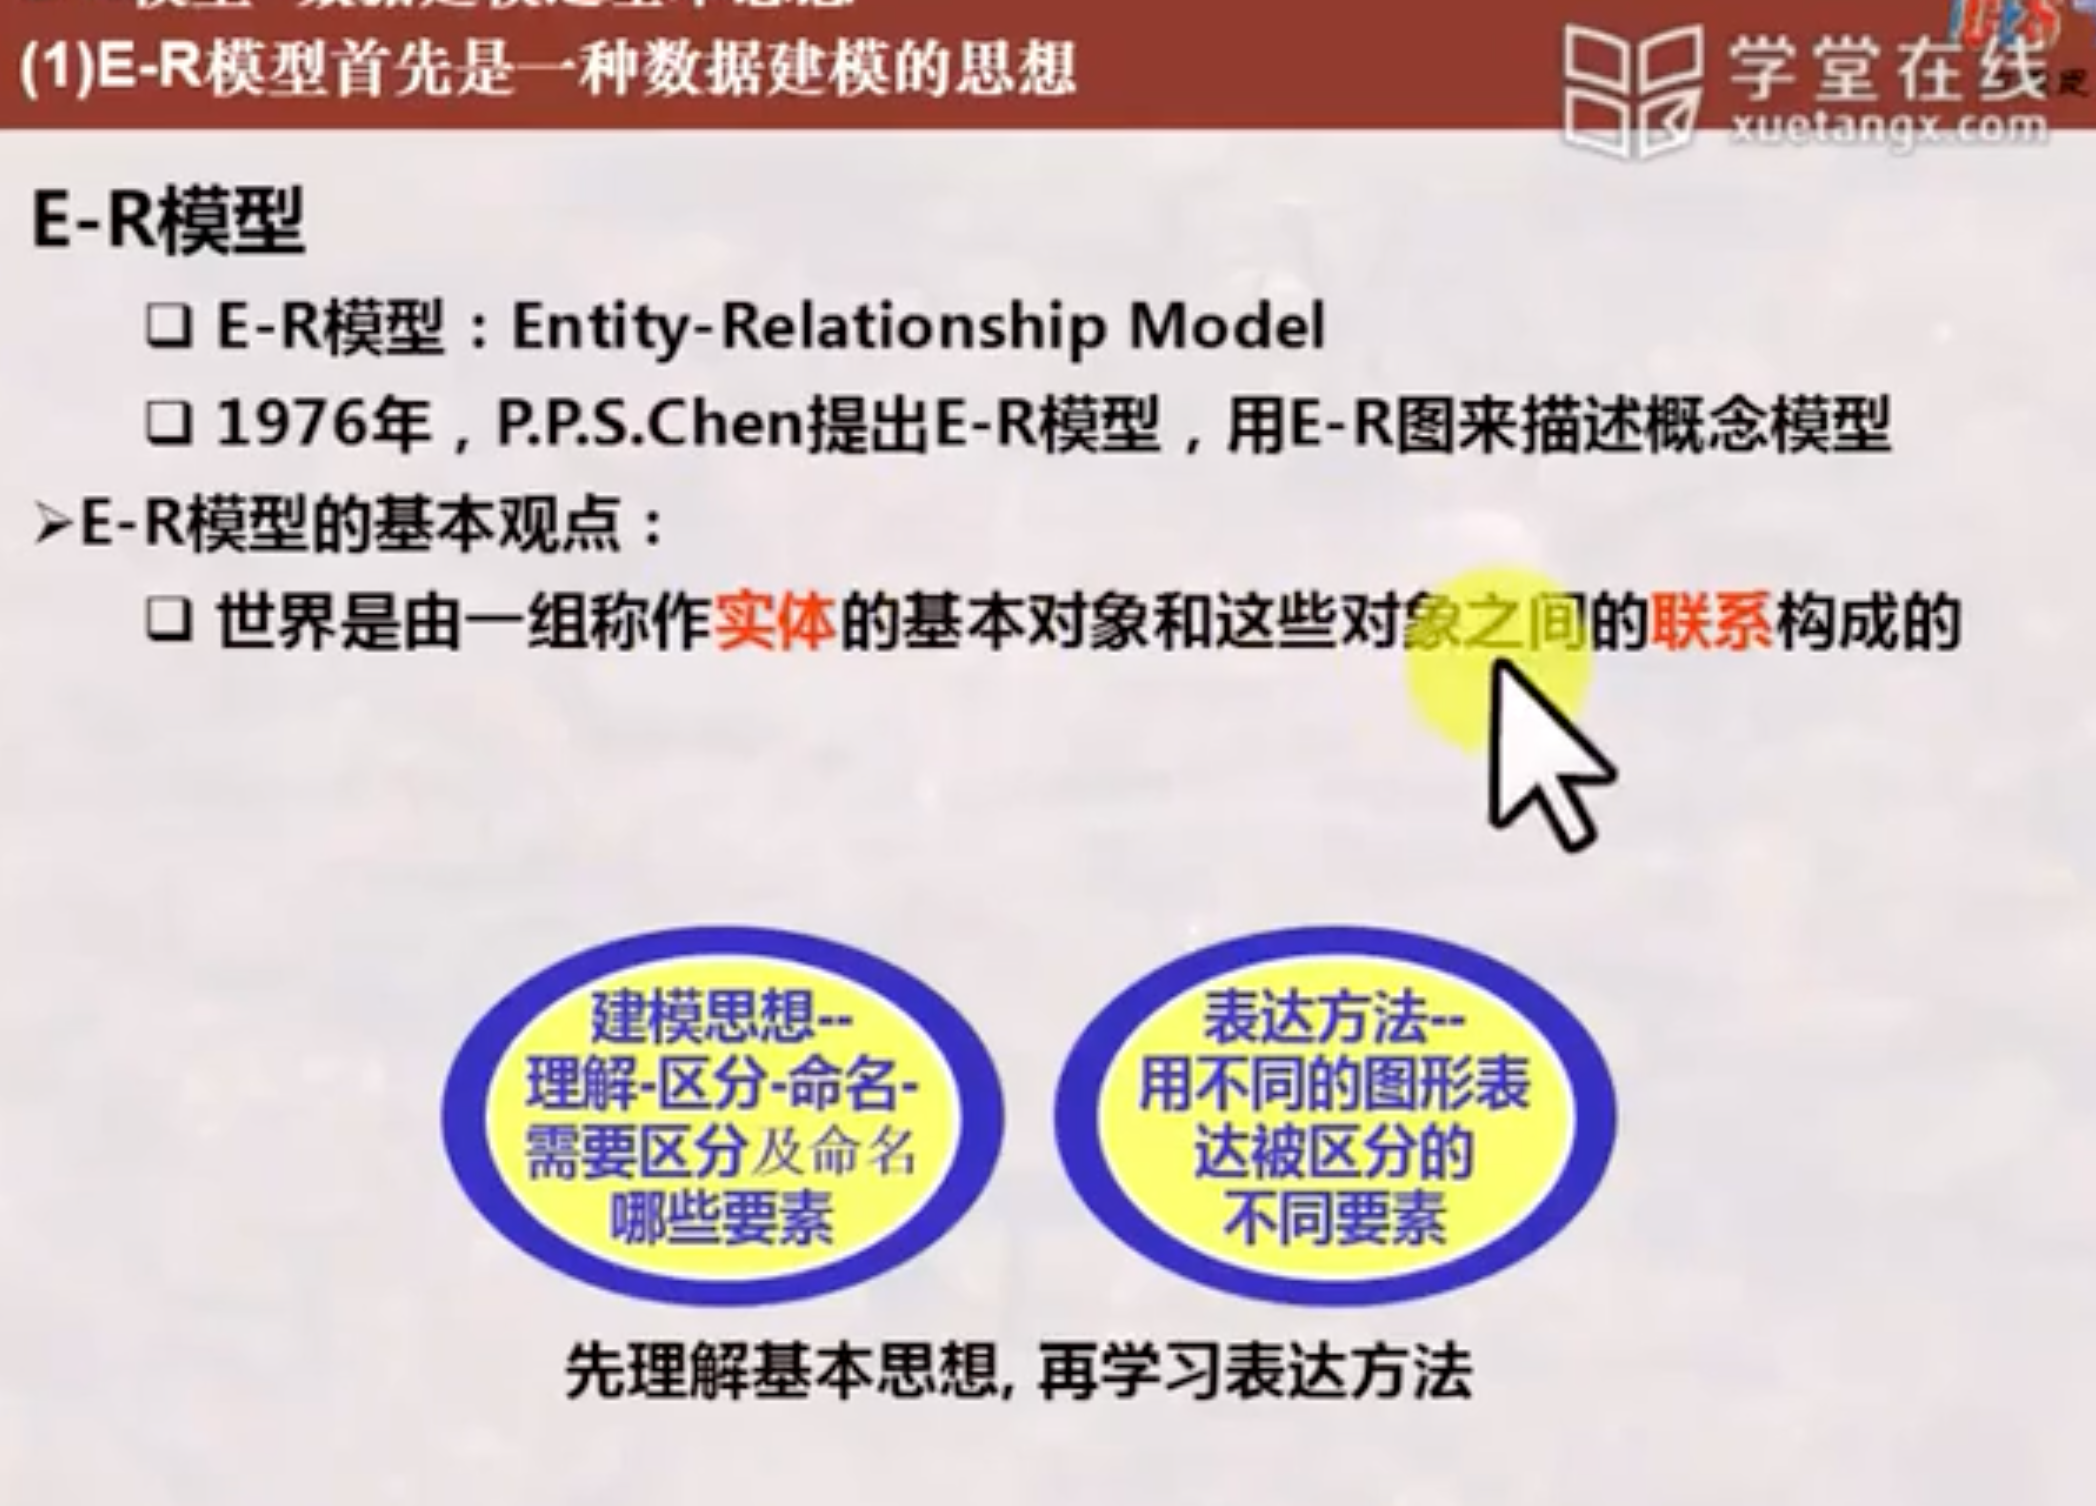 (1)E-R模型首先是一种数据建模的思想
学堂在线
xuetangx.com
E-R模型
❑ E-R模型：Entity-Relationship Model
❑ 1976年，P.P.S.Chen提出E-R模型，用E-R图来描述概念模型
➢E-R模型的基本观点：
❑ 世界是由一组称作实体的基本对象和这些对象之间的联系构成的
建模思想--
理解-区分-命名-
需要区分及命名
哪些要素
表达方法--
用不同的图形表
达被区分的
不同要素
先理解基本思想, 再学习表达方法